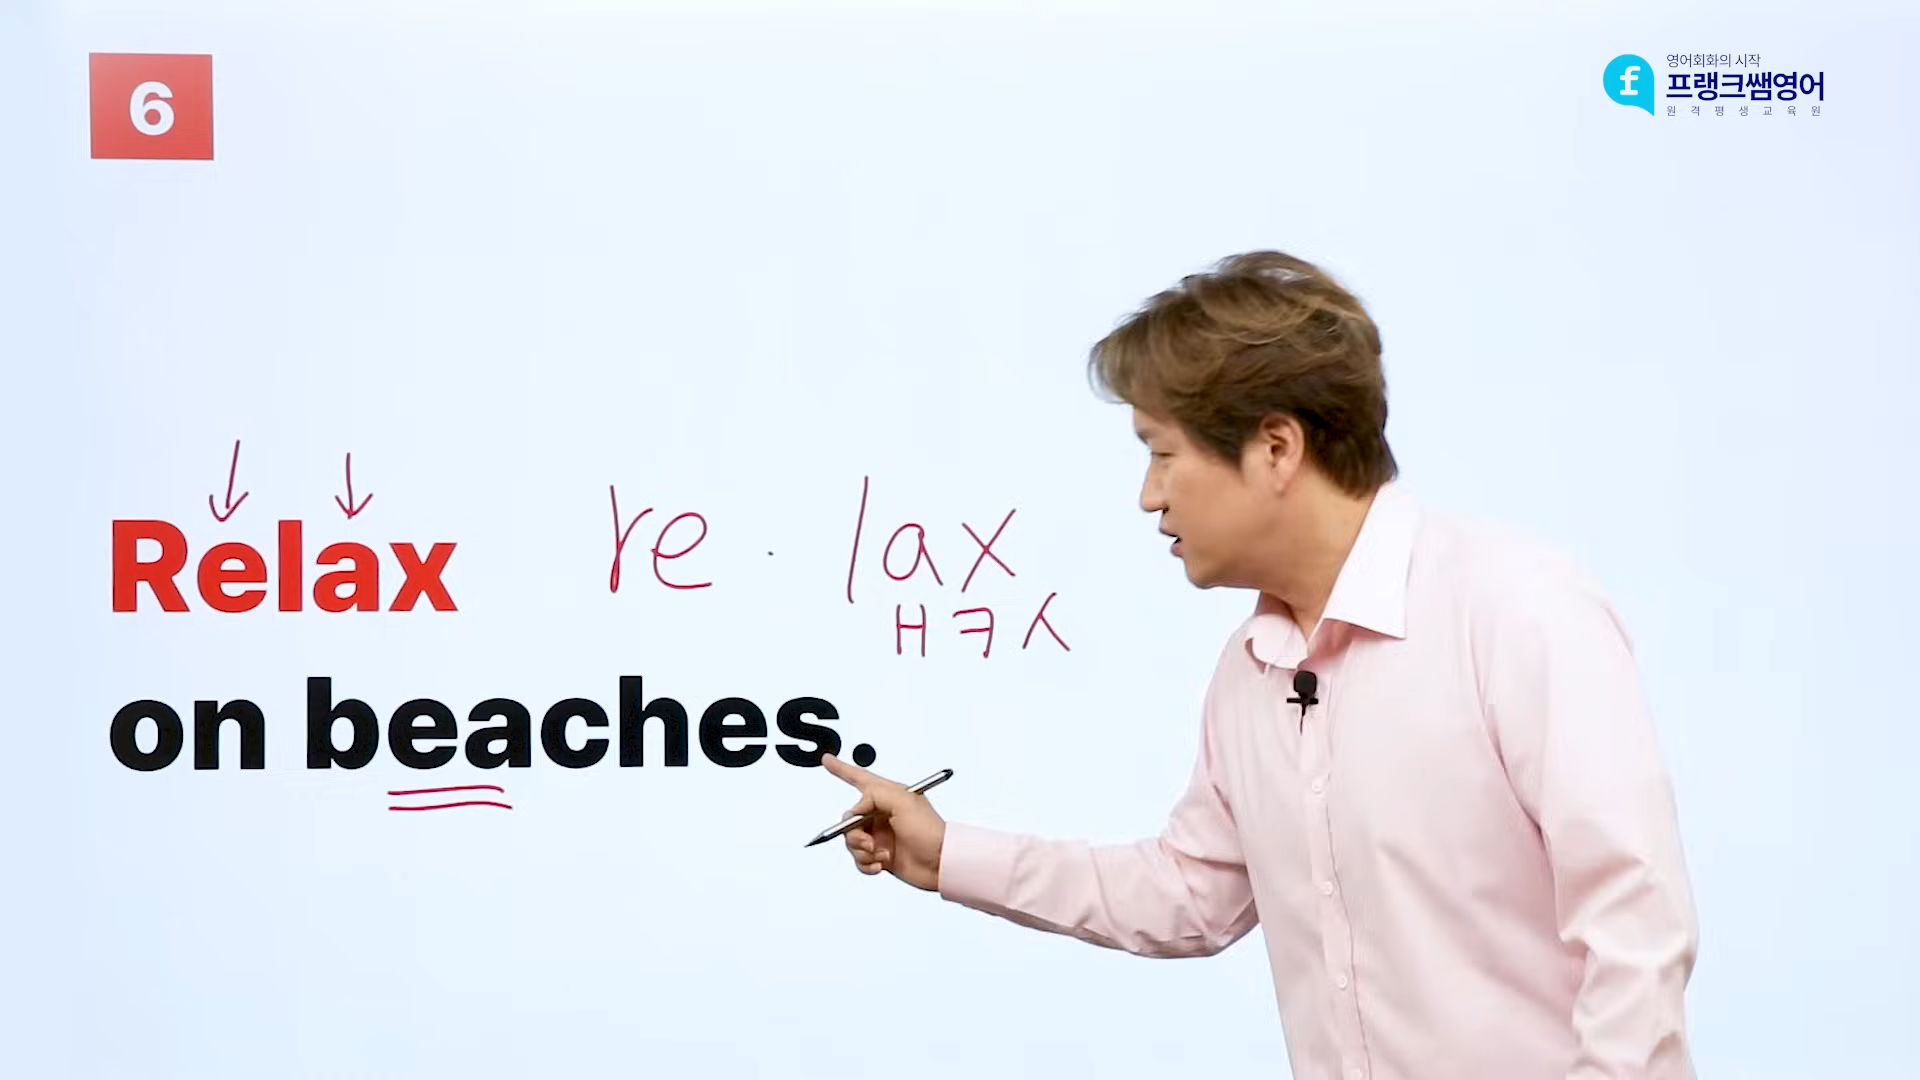 6
영어회화의 시작
프랭크쌤영어
원격평생교육원
Relax
re · lax
ㅐㅋㅅ
on beaches.